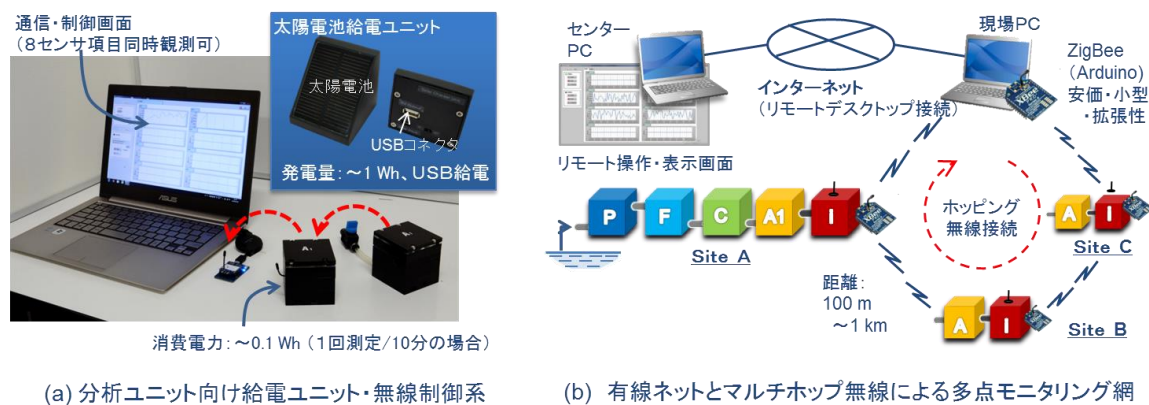 通信・制御画面
(8センサ項目同時観測可)
太陽電池給電ユニット
太陽電池
USBコネクタ
発電量:~1 Wh、USB給電
ASUS
A1
消費電力:~0.1 Wh (1回測定/10分の場合)
(a) 分析ユニット向け給電ユニット・無線制御系
センター
PC
現場PC
インターネット
(リモートデスクトップ接続)
ZigBee
(Arduino)
安価・小型
・拡張性
リモート操作・表示画面
P
F
C
A1
I
Site A
ホッピング
無線接続
A
I
Site C
距離:
100 m
~1 km
A
I
Site B
(b) 有線ネットとマルチホップ無線による多点モニタリング網